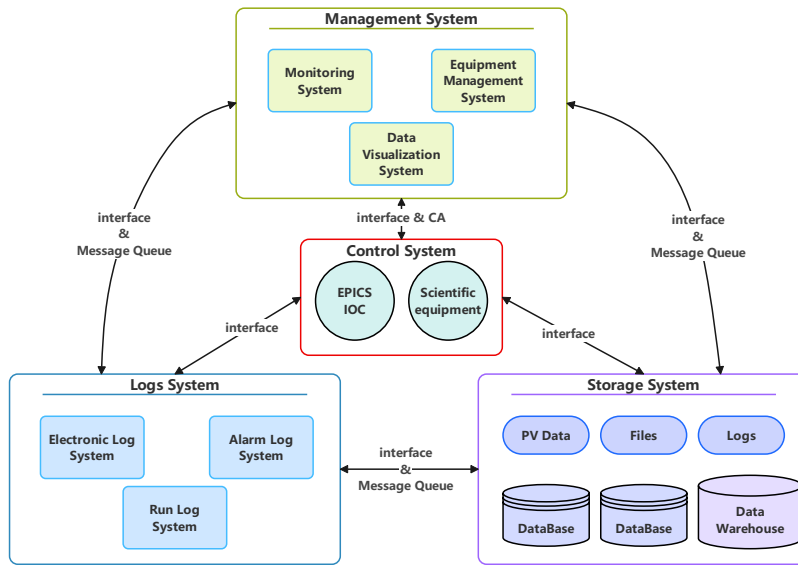 Management System
Monitoring
System
Equipment
Management
System
Data
Visualization
System
interface
&
Message Queue
interface & CA
interface
&
Message Queue
Control System
EPICS
IOC
Scientific
equipment
interface
interface
Logs System
Electronic Log
System
Alarm Log
System
Run Log
System
interface
&
Message Queue
Storage System
PV Data
Files
Logs
DataBase
DataBase
Data
Warehouse